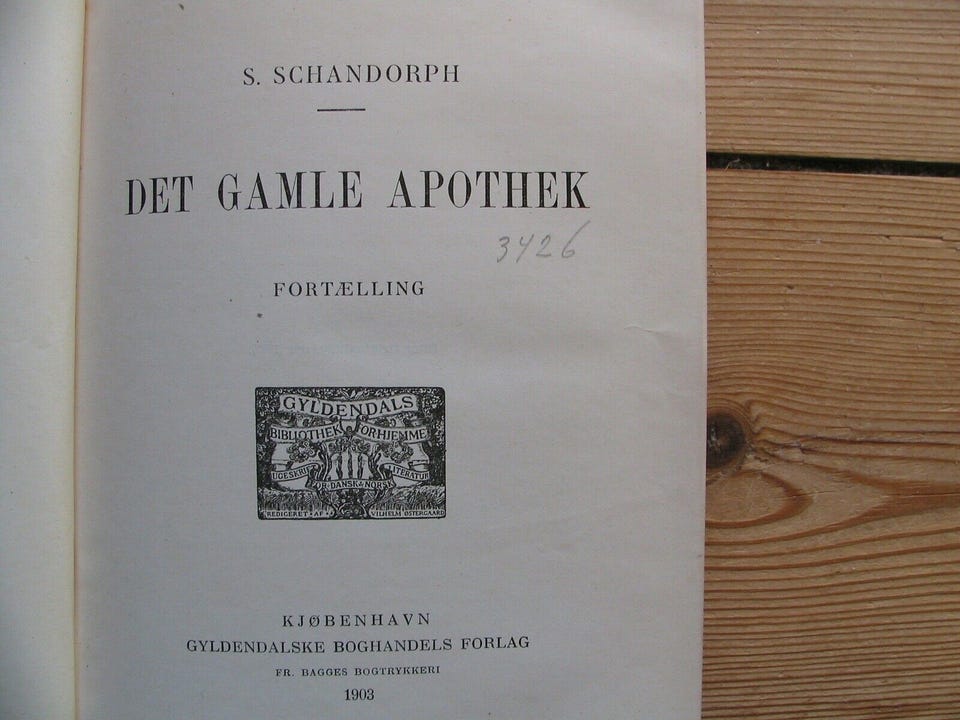 S. SCHANDORPH
DET GAMLE APOTHEK
3426
FORTÆLLING
GYLDENDALS
BIBLIOTHEK FOR HJEMMET
UGESKRIFT LITERATUR
FOR DANSK & NORSK
REDIGERET AF VILHELM ØSTERGAARD
KJØBENHAVN
GYLDENDALSKE BOGHANDELS FORLAG
FR. BAGGES BOGTRYKKERI
1903